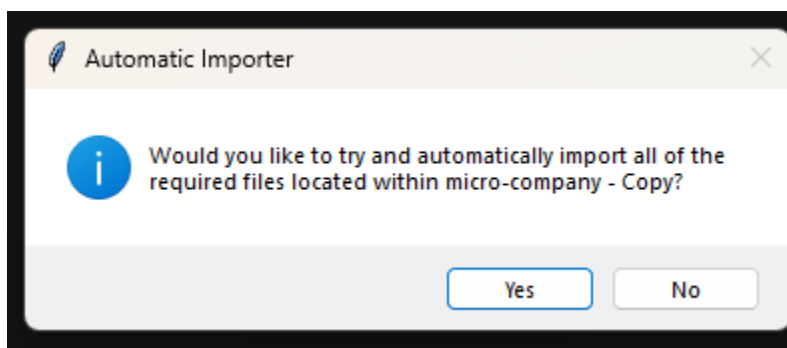 Automatic Importer
Would you like to try and automatically import all of the
required files located within micro-company - Copy?
Yes
No